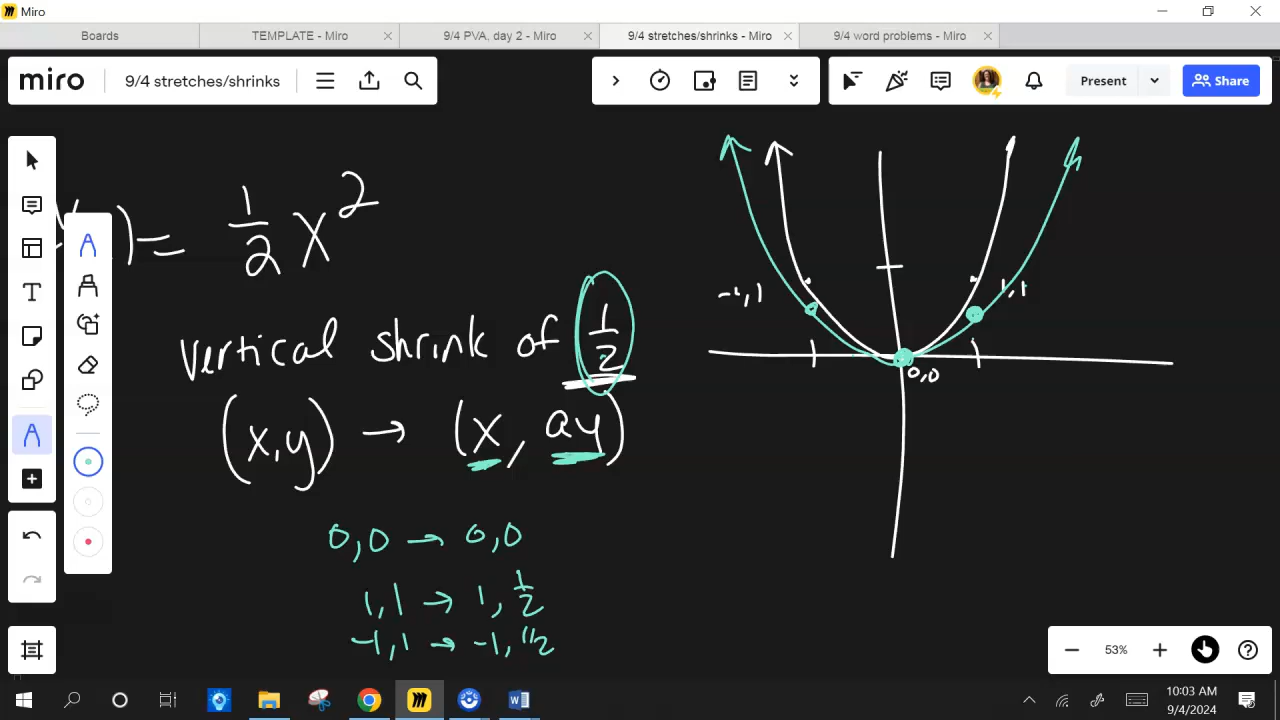 Miro
Boards
TEMPLATE - Miro
9/4 PVA, day 2 - Miro
9/4 stretches/shrinks - Miro
9/4 word problems - Miro
miro
9/4 stretches/shrinks
Present
Share
) = 1/2 x²
vertical shrink of 1/2
(x,y) → (x, ay)
0,0 → 0,0
1,1 → 1, 1/2
-1,1 → -1, 1/2
-1,1
1,1
0,0
53%
10:03 AM
9/4/2024